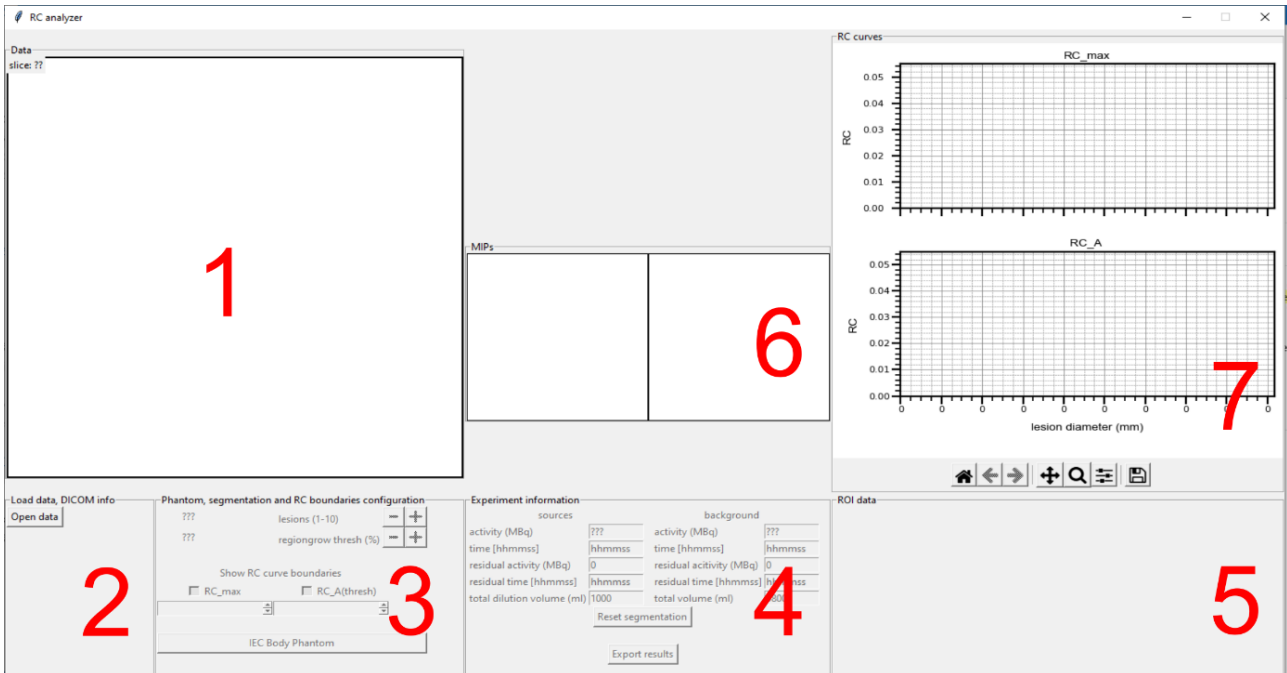 RC analyzer
Data
slice: ??
1
MIPs
6
RC curves
RC_max
0.05
0.04
0.03
0.02
0.01
0.00
RC
RC_A
0.05
0.04
0.03
0.02
0.01
0.00
RC
0 0 0 0 0 0 0 0 0 0
lesion diameter (mm)
7
Load data, DICOM info
Open data
2
Phantom, segmentation and RC boundaries configuration
??? lesions (1-10) - +
??? regiongrow thresh (%) - +
Show RC curve boundaries
RC_max RC_A(thresh)
IEC Body Phantom
3
Experiment information
sources background
activity (MBq) ??? activity (MBq) ???
time [hhmmss] hhmmss time [hhmmss] hhmmss
residual activity (MBq) 0 residual acitivity (MBq) 0
residual time [hhmmss] hhmmss residual time [hhmmss] hhmmss
total dilution volume (ml) 1000 total volume (ml)
Reset segmentation
Export results
4
ROI data
5